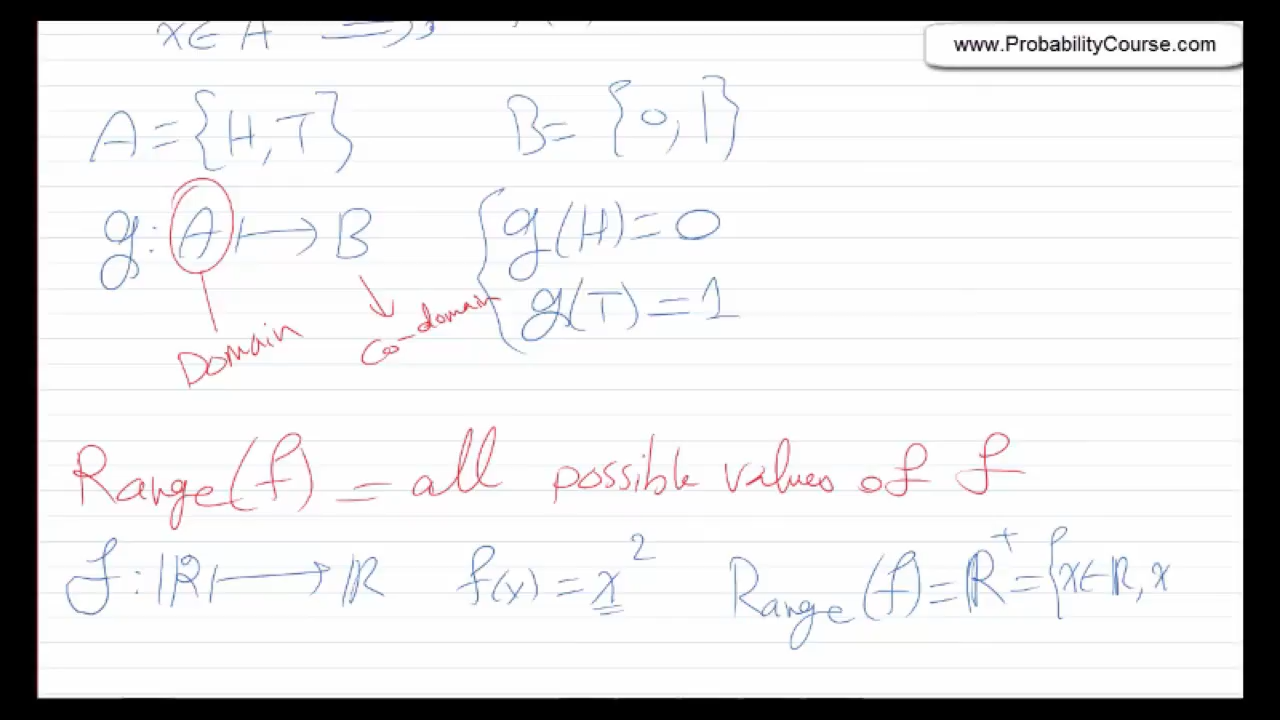 www.ProbabilityCourse.com
x∈A
A={H,T} B={0,1}
g:A↦B g(H)=0
g(T)=1
Domain Co-domain
Range(f)=all possible values of f
f:ℝ↦ℝ f(x)=x² Range(f)=ℝ⁺={x∈ℝ,x